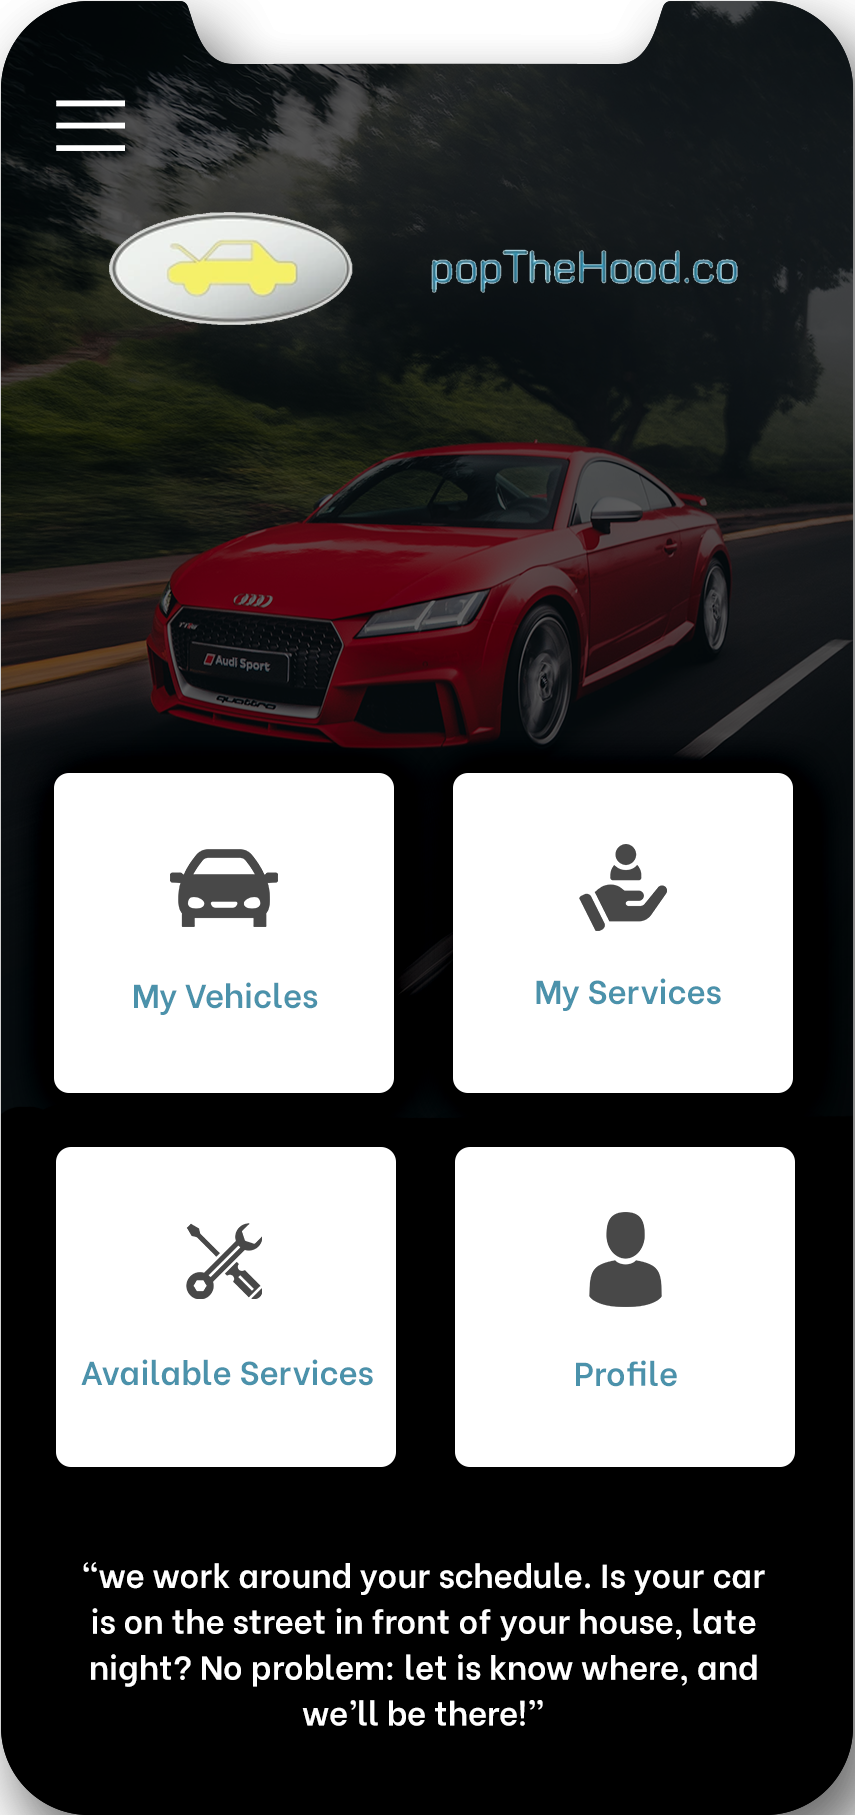 popTheHood.co
Audi Sport
quattro
My Vehicles
My Services
Available Services
Profile
“we work around your schedule. Is your car
is on the street in front of your house, late
night? No problem: let is know where, and
we’ll be there!”